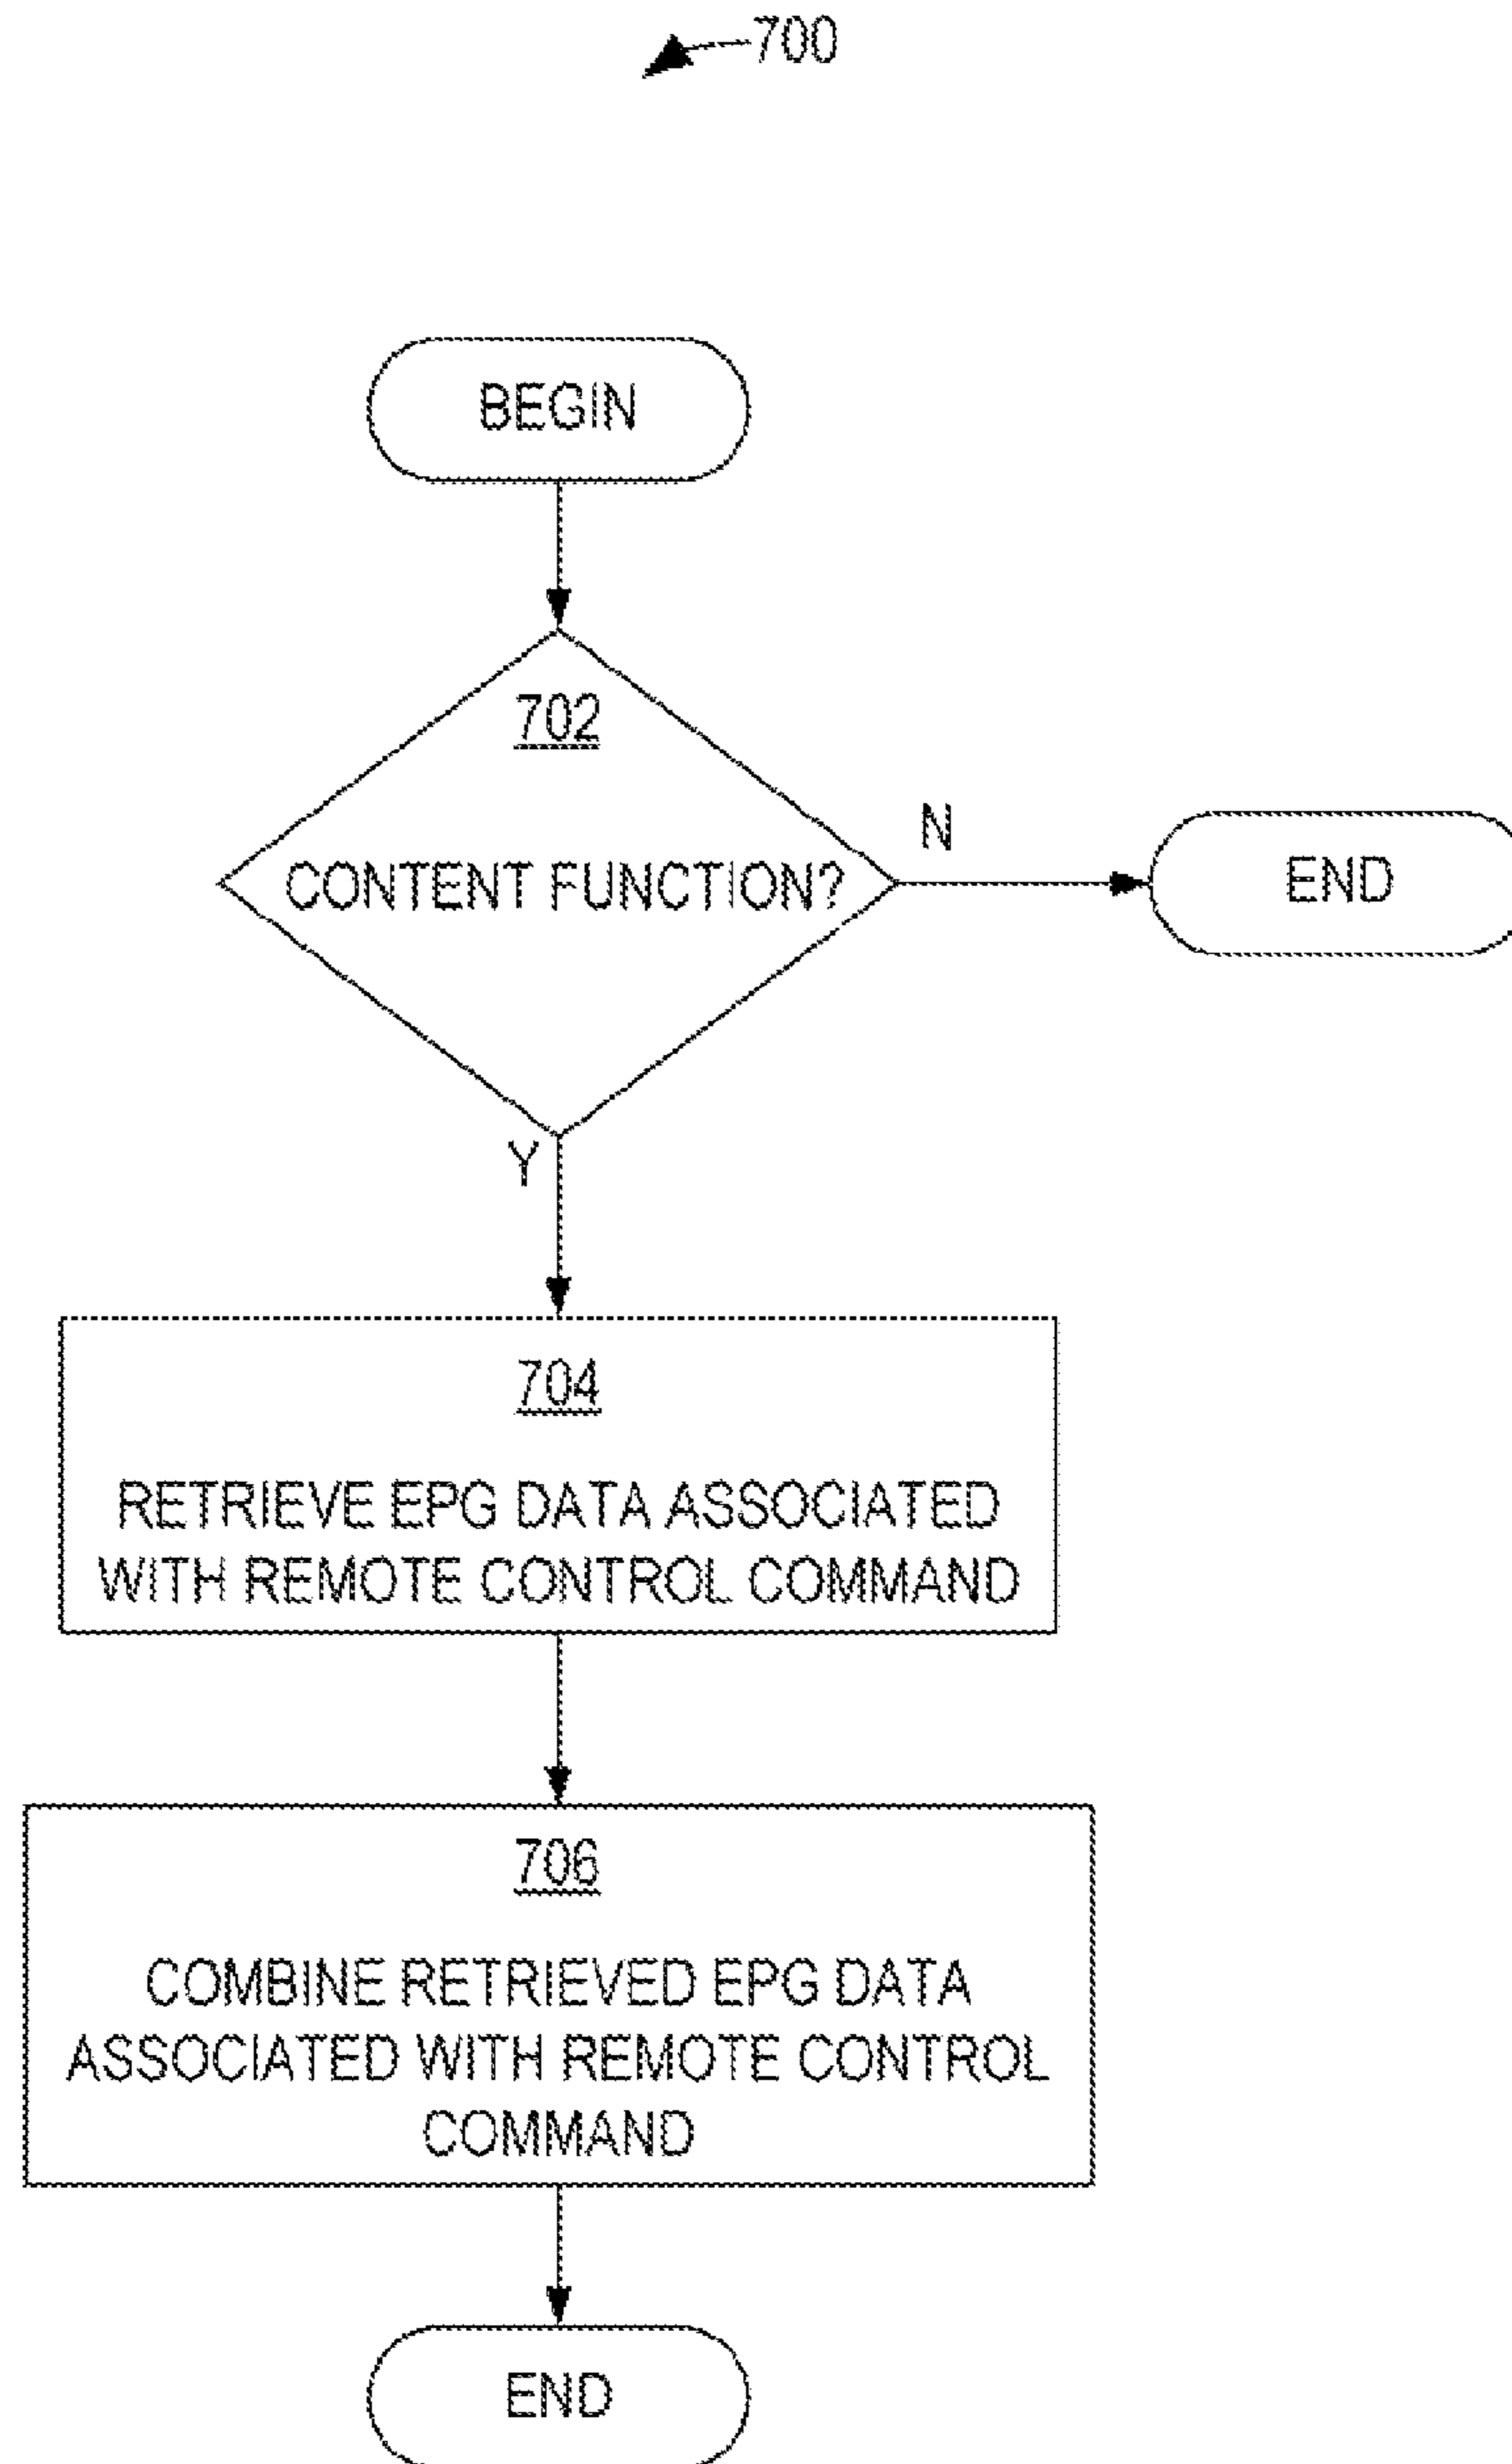 700
BEGIN
702
CONTENT FUNCTION?
N
END
Y
704
RETRIEVE EPG DATA ASSOCIATED
WITH REMOTE CONTROL COMMAND
706
COMBINE RETRIEVED EPG DATA
ASSOCIATED WITH REMOTE CONTROL
COMMAND
END